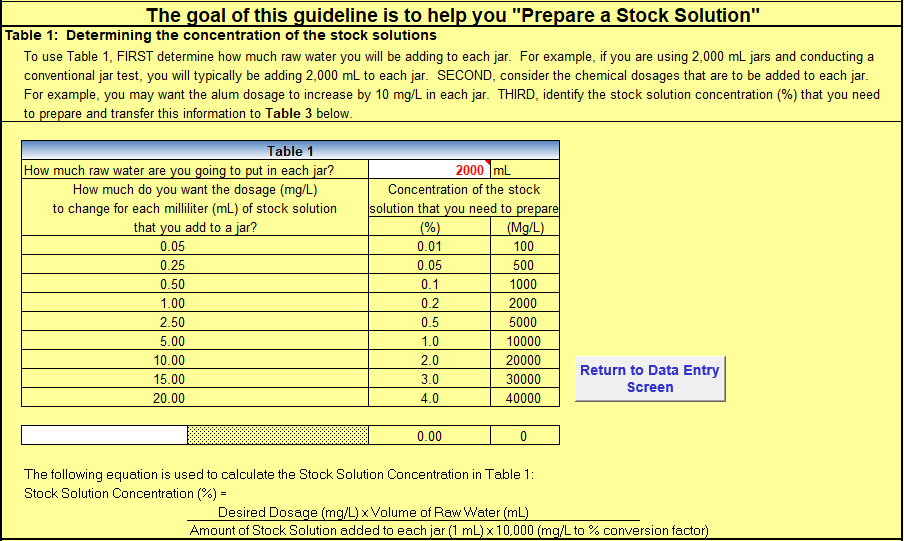 The goal of this guideline is to help you "Prepare a Stock Solution"
Table 1:  Determining the concentration of the stock solutions
To use Table 1, FIRST determine how much raw water you will be adding to each jar.  For example, if you are using 2,000 mL jars and conducting a
conventional jar test, you will typically be adding 2,000 mL to each jar.  SECOND, consider the chemical dosages that are to be added to each jar.
For example, you may want the alum dosage to increase by 10 mg/L in each jar.  THIRD, identify the stock solution concentration (%) that you need
to prepare and transfer this information to Table 3 below.
Table 1
How much raw water are you going to put in each jar? 2000 mL
How much do you want the dosage (mg/L) Concentration of the stock
to change for each milliliter (mL) of stock solution solution that you need to prepare
that you add to a jar? (%) (Mg/L)
0.05 0.01 100
0.25 0.05 500
0.50 0.1 1000
1.00 0.2 2000
2.50 0.5 5000
5.00 1.0 10000
10.00 2.0 20000
15.00 3.0 30000
20.00 4.0 40000
Return to Data Entry
Screen
0.00 0
The following equation is used to calculate the Stock Solution Concentration in Table 1:
Stock Solution Concentration (%) =
Desired Dosage (mg/L) x Volume of Raw Water (mL)
Amount of Stock Solution added to each jar (1 mL) x 10,000 (mg/L to % conversion factor)